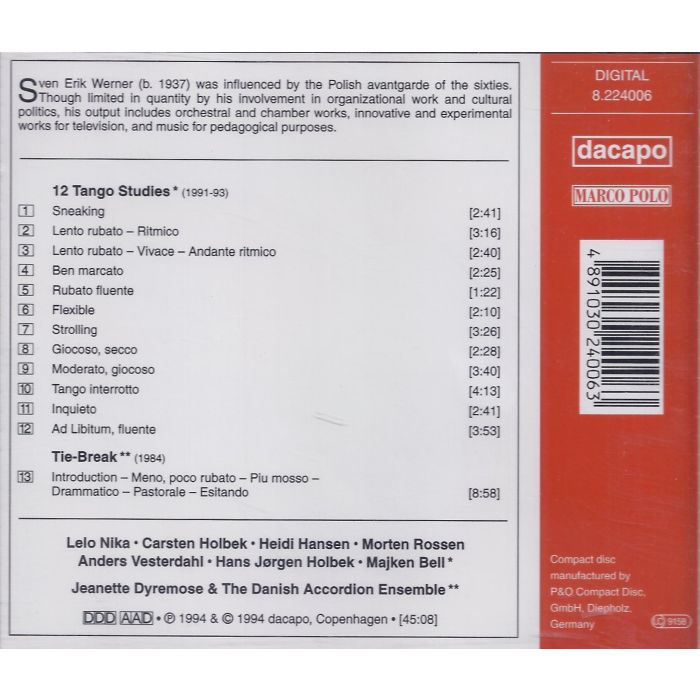 Sven Erik Werner (b. 1937) was influenced by the Polish avantgarde of the sixties.
Though limited in quantity by his involvement in organizational work and cultural
politics, his output includes orchestral and chamber works, innovative and experimental
works for television, and music for pedagogical purposes.
12 Tango Studies * (1991-93)
1 Sneaking [2:41]
2 Lento rubato – Ritmico [3:16]
3 Lento rubato – Vivace – Andante ritmico [2:40]
4 Ben marcato [2:25]
5 Rubato fluente [1:22]
6 Flexible [2:10]
7 Strolling [3:26]
8 Giocoso, secco [2:28]
9 Moderato, giocoso [3:40]
10 Tango interrotto [4:13]
11 Inquieto [2:41]
12 Ad Libitum, fluente [3:53]
Tie-Break ** (1984)
13 Introduction – Meno, poco rubato – Piu mosso –
Drammatico – Pastorale – Esitando [8:58]
Lelo Nika · Carsten Holbek · Heidi Hansen · Morten Rossen
Anders Vesterdahl · Hans Jørgen Holbek · Majken Bell *
Jeanette Dyremose & The Danish Accordion Ensemble **
DDD AAD · ℗ 1994 & © 1994 dacapo, Copenhagen · [45:08]
DIGITAL
8.224006
dacapo
MARCO POLO
4 891030 240063
Compact disc
manufactured by
P&O Compact Disc,
GmbH, Diepholz.
Germany
LC 9158